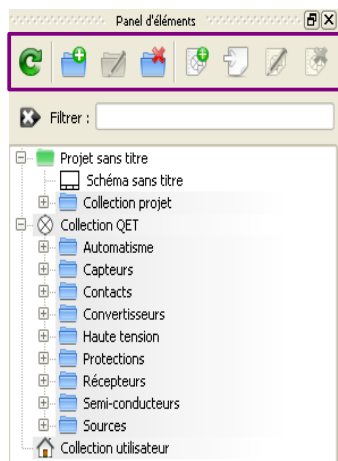 Panel d'éléments
Filtrer :
Projet sans titre
Schéma sans titre
Collection projet
Collection QET
Automatisme
Capteurs
Contacts
Convertisseurs
Haute tension
Protections
Récepteurs
Semi-conducteurs
Sources
Collection utilisateur